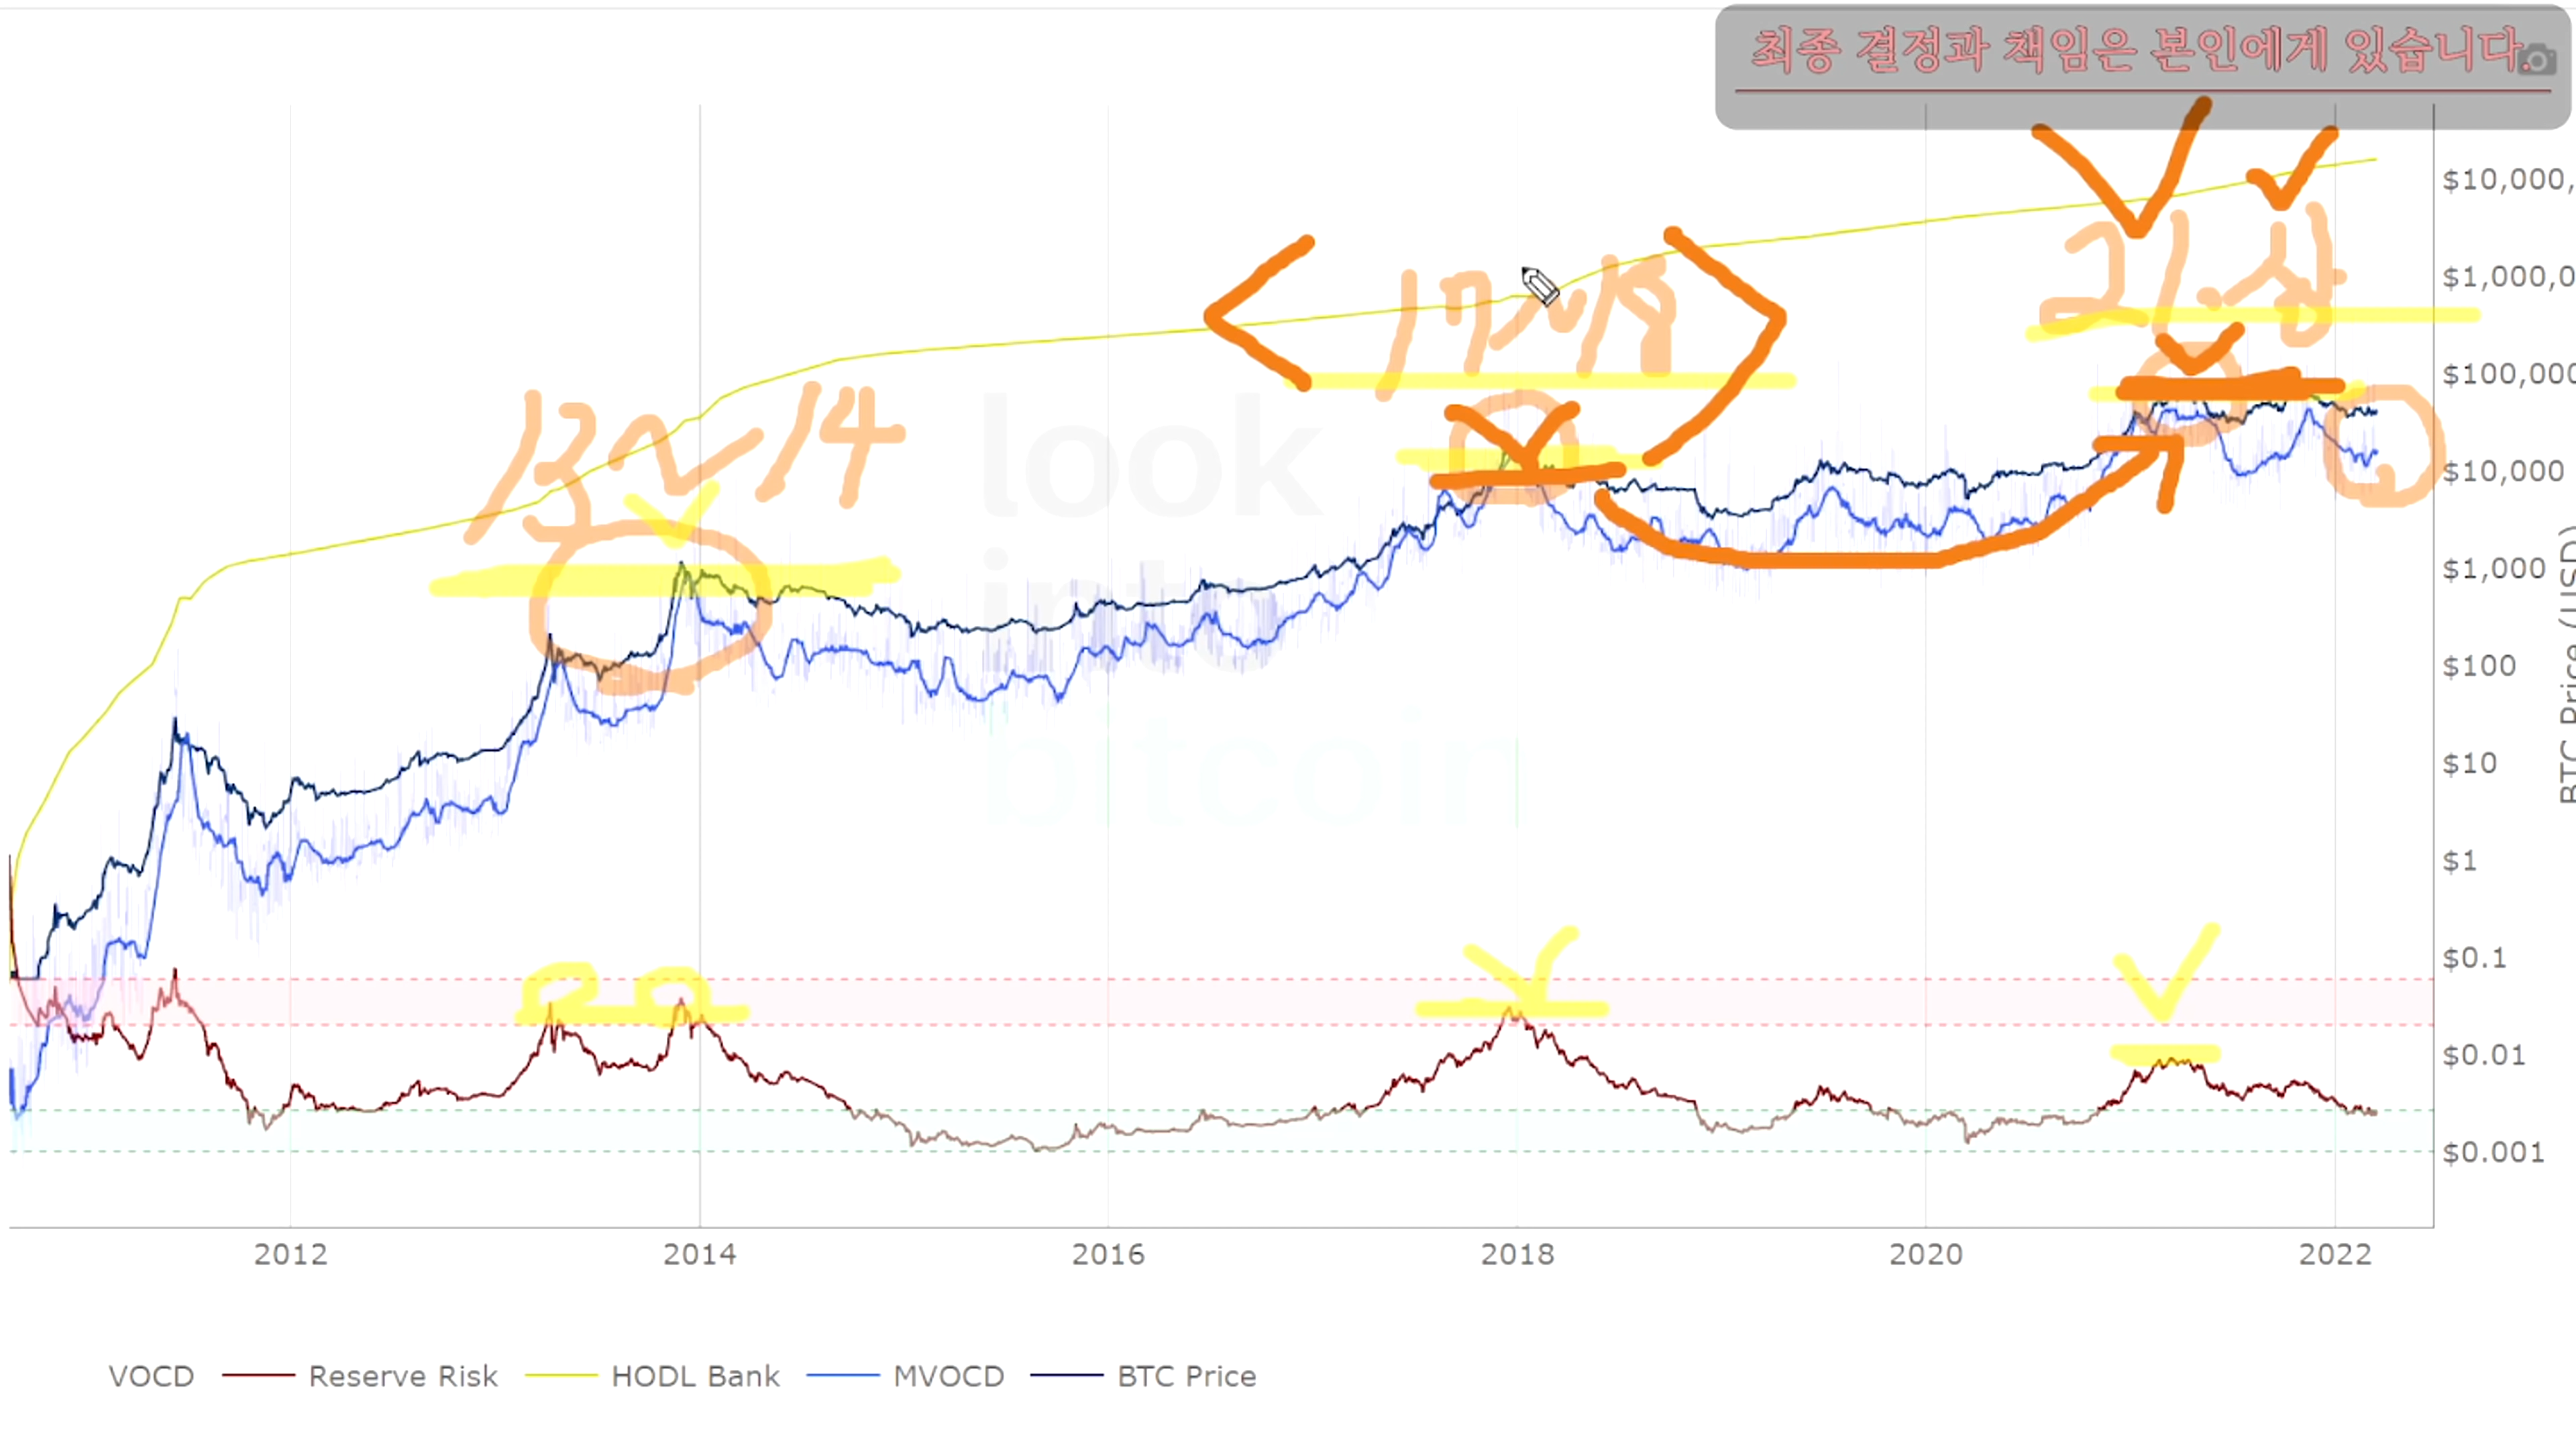 최종 결정과 책임은 본인에게 있습니다.
$10,000,
$1,000,0
$100,000
$10,000
$1,000
$100
$10
$1
$0.1
$0.01
$0.001
BTC Price (USD)
13~14
17~18
look
into
bitcoin
2012 2014 2016 2018 2020 2022
VOCD Reserve Risk HODL Bank MVOCD BTC Price